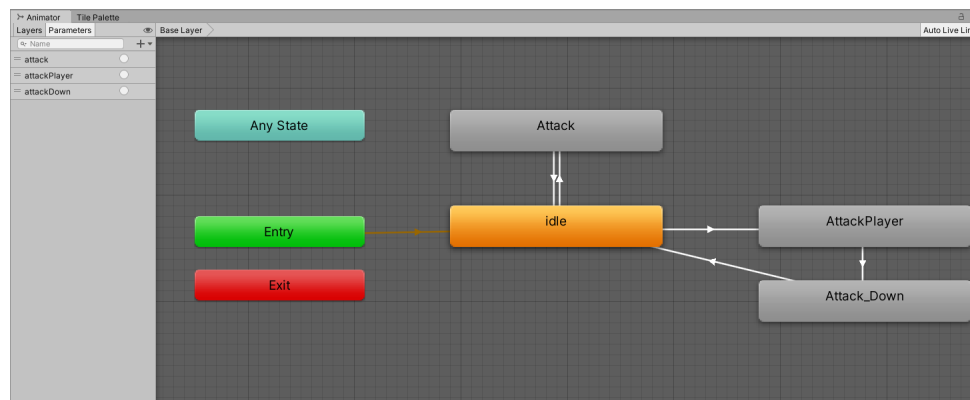 Animator Tile Palette
Layers Parameters Base Layer Auto Live Lin
Name
attack
attackPlayer
attackDown
Any State
Attack
Entry
idle
AttackPlayer
Exit
Attack_Down